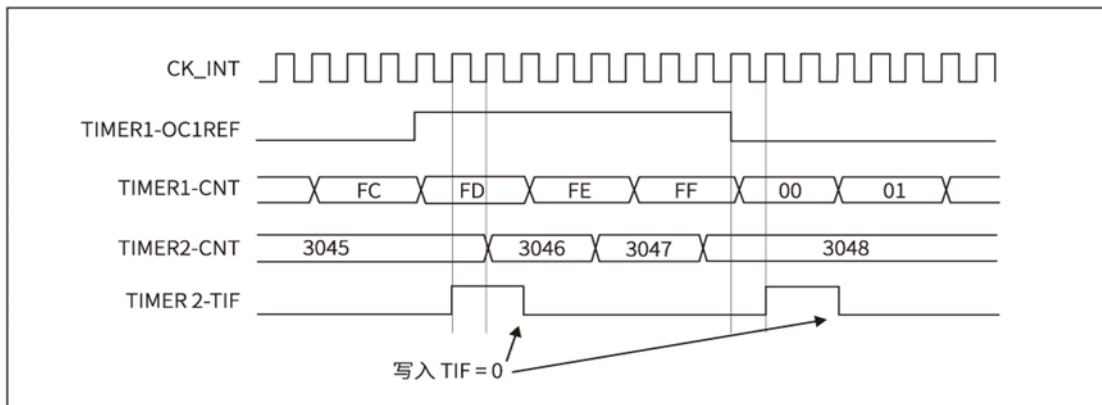 CK_INT
TIMER1-OC1REF
TIMER1-CNT FC FD FE FF 00 01
TIMER2-CNT 3045 3046 3047 3048
TIMER 2-TIF
写入 TIF = 0